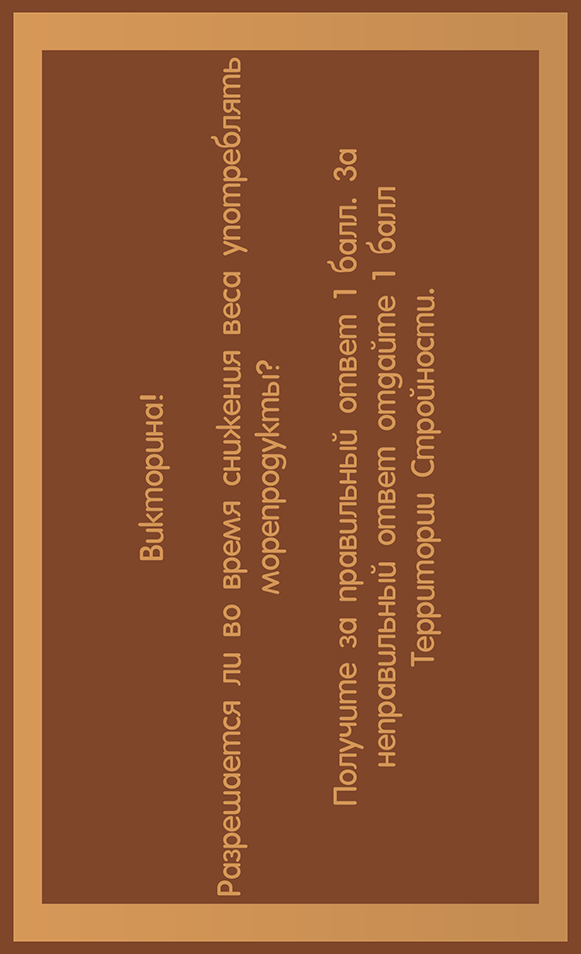 Викторина!
Разрешается ли во время снижения веса употреблять
морепродукты?
Получите за правильный ответ 1 балл. За
неправильный ответ отдайте 1 балл
Территории Стройности.